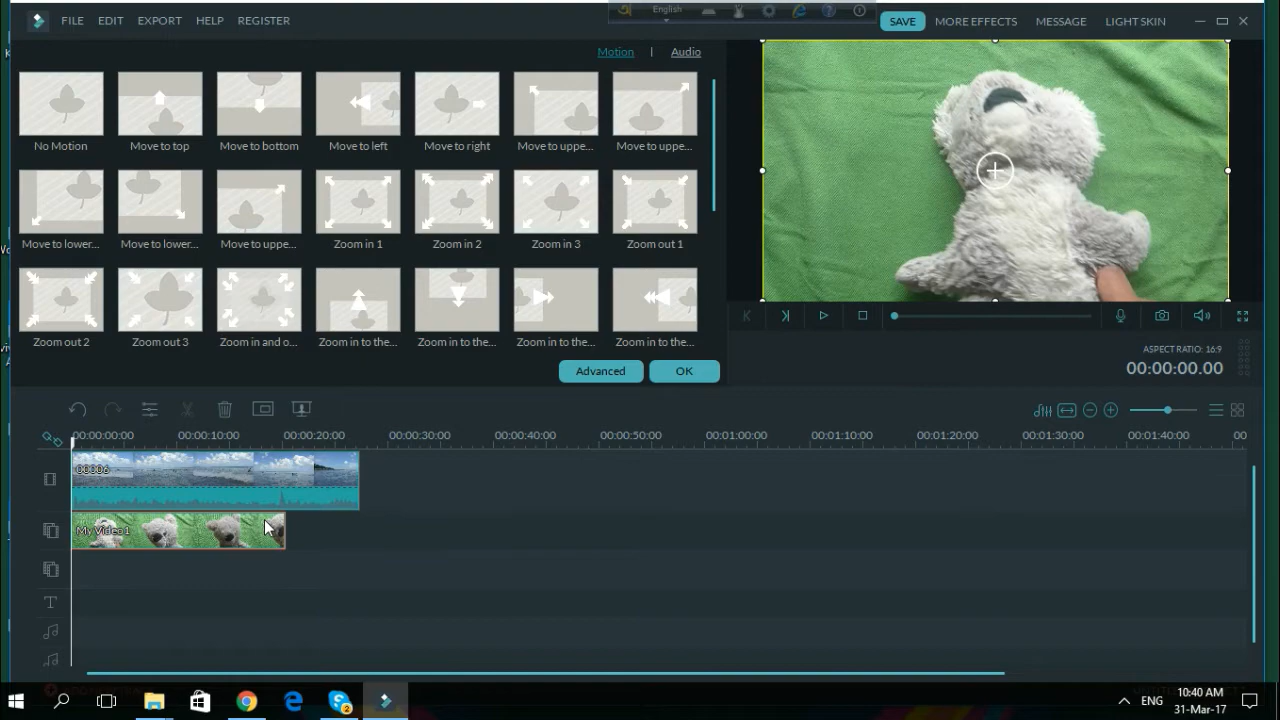 English
FILE EDIT EXPORT HELP REGISTER SAVE MORE EFFECTS MESSAGE LIGHT SKIN
Motion | Audio
No Motion Move to top Move to bottom Move to left Move to right Move to uppe... Move to uppe...
Move to lower... Move to lower... Move to uppe... Zoom in 1 Zoom in 2 Zoom in 3 Zoom out 1
Zoom out 2 Zoom out 3 Zoom in and o... Zoom in to the... Zoom in to the... Zoom in to the... Zoom in to the...
ASPECT RATIO: 16:9
Advanced OK 00:00:00.00
00:00:00:00 00:00:10:00 00:00:20:00 00:00:30:00 00:00:40:00 00:00:50:00 00:01:00:00 00:01:10:00 00:01:20:00 00:01:30:00 00:01:40:00 00
00006
My Video1
T
10:40 AM
ENG
31-Mar-17
2